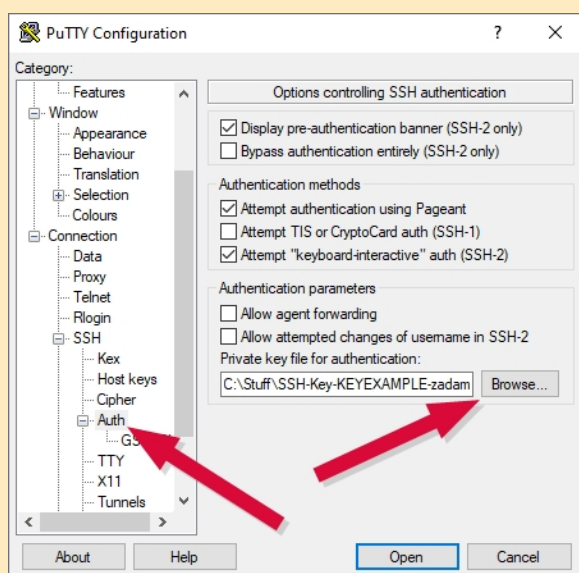 PuTTY Configuration
Category:
Features
Window
Appearance
Behaviour
Translation
Selection
Colours
Connection
Data
Proxy
Telnet
Rlogin
SSH
Kex
Host keys
Cipher
Auth
TTY
X11
Tunnels
Options controlling SSH authentication
Display pre-authentication banner (SSH-2 only)
Bypass authentication entirely (SSH-2 only)
Authentication methods
Attempt authentication using Pageant
Attempt TIS or CryptoCard auth (SSH-1)
Attempt "keyboard-interactive" auth (SSH-2)
Authentication parameters
Allow agent forwarding
Allow attempted changes of username in SSH-2
Private key file for authentication:
C:\Stuff\SSH-Key-KEYEXAMPLE-zadam
Browse...
About
Help
Open
Cancel